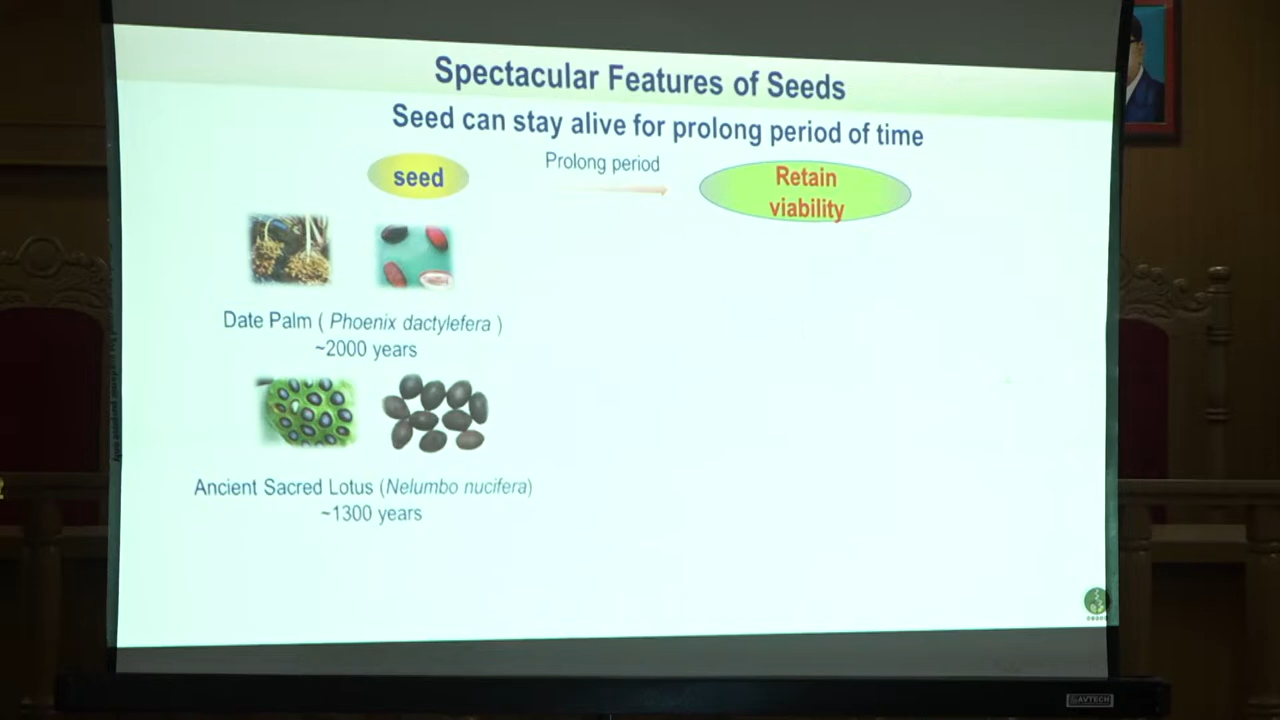 Spectacular Features of Seeds
Seed can stay alive for prolong period of time
seed
Prolong period
Retain
viability
Date Palm ( Phoenix dactylefera )
~2000 years
Ancient Sacred Lotus (Nelumbo nucifera)
~1300 years
AVTECH